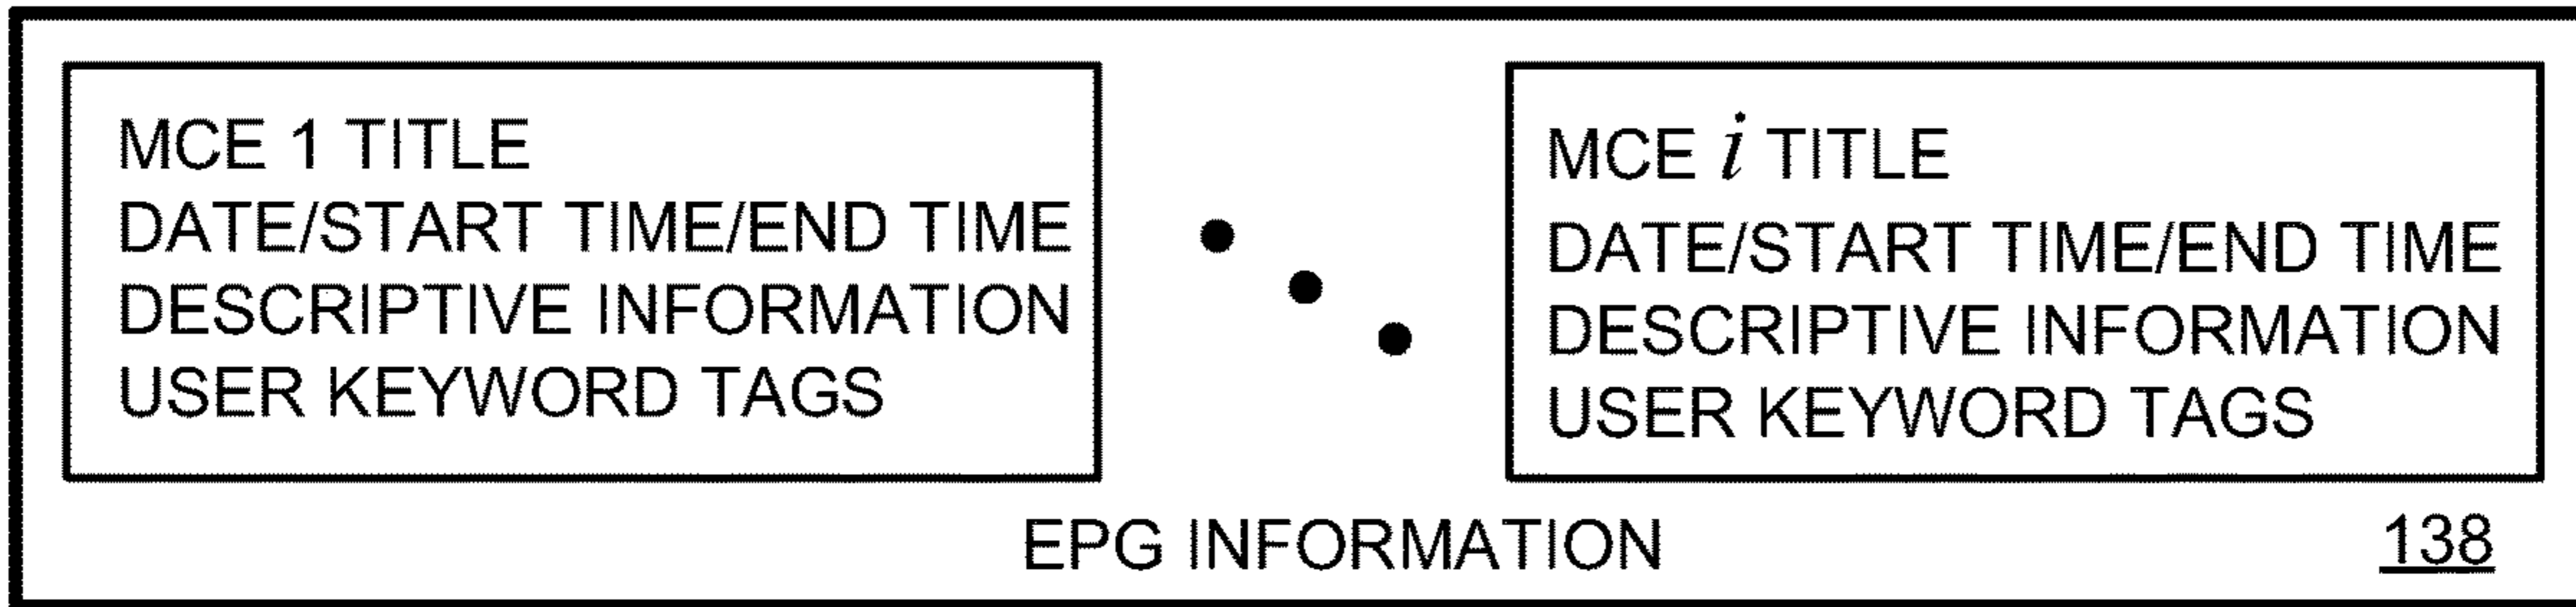 MCE 1 TITLE
DATE/START TIME/END TIME
DESCRIPTIVE INFORMATION
USER KEYWORD TAGS
MCE i TITLE
DATE/START TIME/END TIME
DESCRIPTIVE INFORMATION
USER KEYWORD TAGS
EPG INFORMATION
138